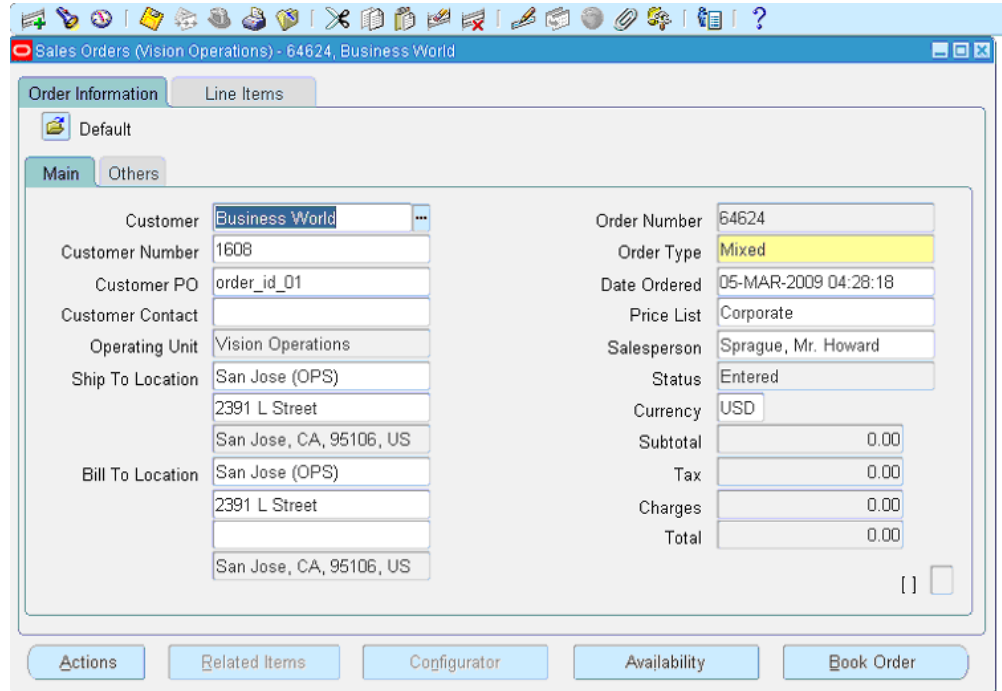 Sales Orders (Vision Operations) - 64624, Business World
Order Information Line Items
Default
Main Others
Customer Business World ...
Customer Number 1608
Customer PO order_id_01
Customer Contact
Operating Unit Vision Operations
Ship To Location San Jose (OPS)
2391 L Street
San Jose, CA, 95106, US
Bill To Location San Jose (OPS)
2391 L Street
San Jose, CA, 95106, US
Order Number 64624
Order Type Mixed
Date Ordered 05-MAR-2009 04:28:18
Price List Corporate
Salesperson Sprague, Mr. Howard
Status Entered
Currency USD
Subtotal 0.00
Tax 0.00
Charges 0.00
Total 0.00
[ ]
Actions Related Items Configurator Availability Book Order